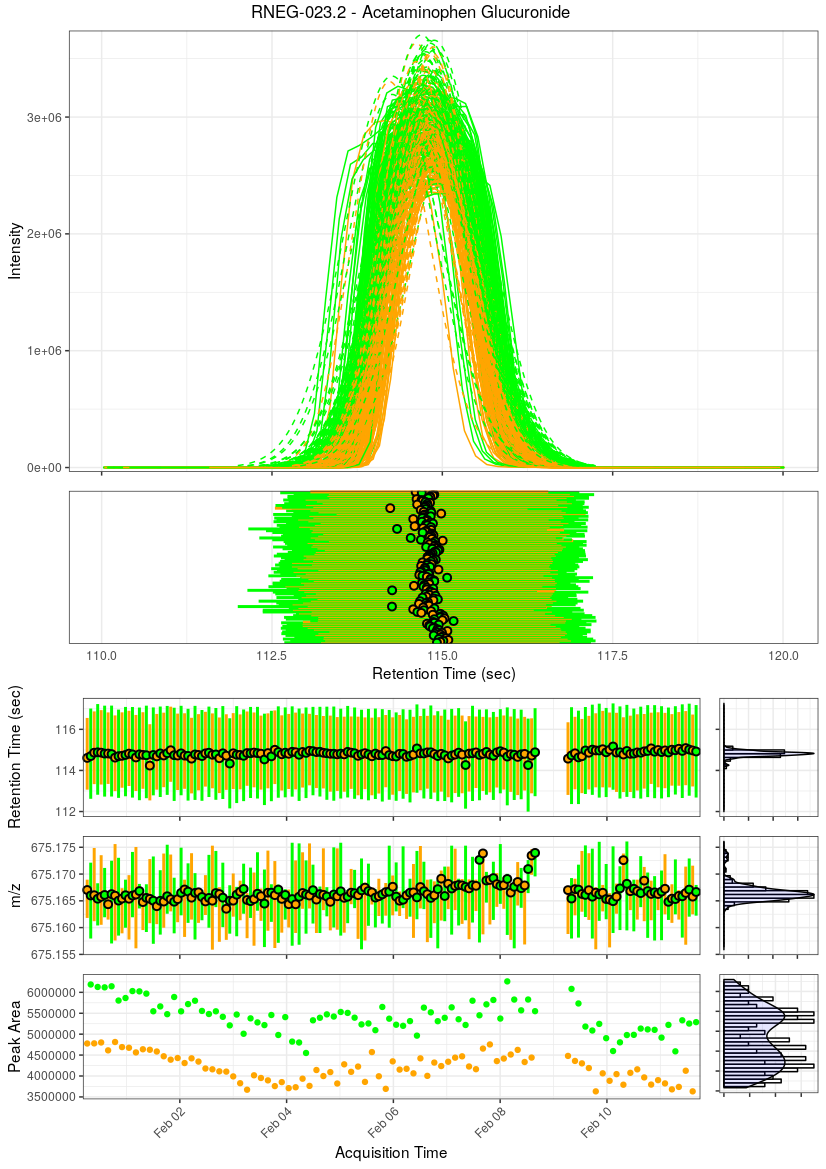 RNEG-023.2 - Acetaminophen Glucuronide
Intensity
3e+06
2e+06
1e+06
0e+00
110.0 112.5 115.0 117.5 120.0
Retention Time (sec)
Retention Time (sec)
116
114
112
m/z
675.175
675.170
675.165
675.160
675.155
Peak Area
6000000
5500000
5000000
4500000
4000000
3500000
Feb 02 Feb 04 Feb 06 Feb 08 Feb 10
Acquisition Time